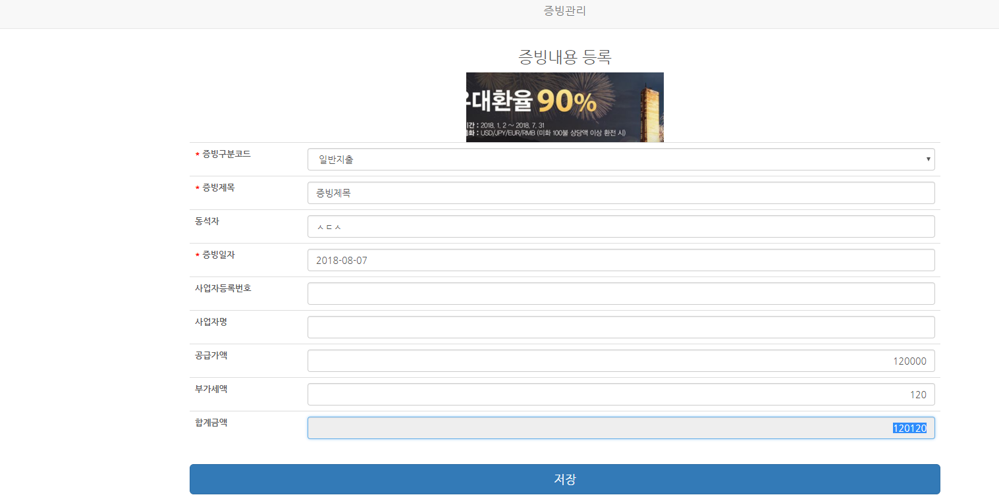 증빙관리
증빙내용 등록
우대환율 90%
기간 : 2018. 1. 2 ~ 2018. 7. 31
통화 : USD/JPY/EUR/RMB (미화 100불 상당액 이상 환전 시)
* 증빙구분코드
일반지출
* 증빙제목
증빙제목
동석자
ㅅㄷㅅ
* 증빙일자
2018-08-07
사업자등록번호
사업자명
공급가액
120000
부가세액
120
합계금액
120120
저장